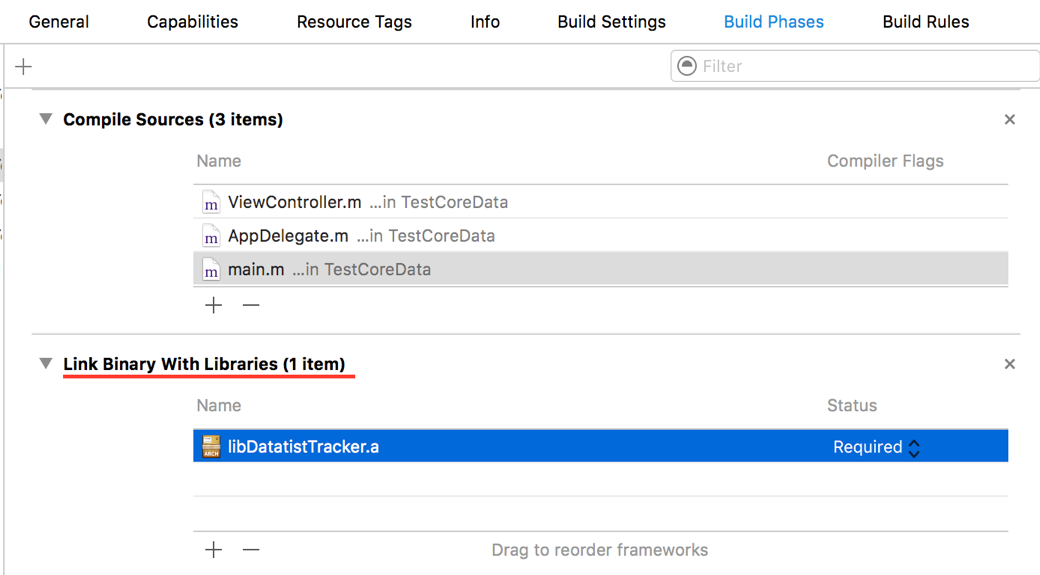 General Capabilities Resource Tags Info Build Settings Build Phases Build Rules
Filter
Compile Sources (3 items)
Name Compiler Flags
m ViewController.m ...in TestCoreData
m AppDelegate.m ...in TestCoreData
m main.m ...in TestCoreData
Link Binary With Libraries (1 item)
Name Status
ARCH libDatatistTracker.a Required
Drag to reorder frameworks